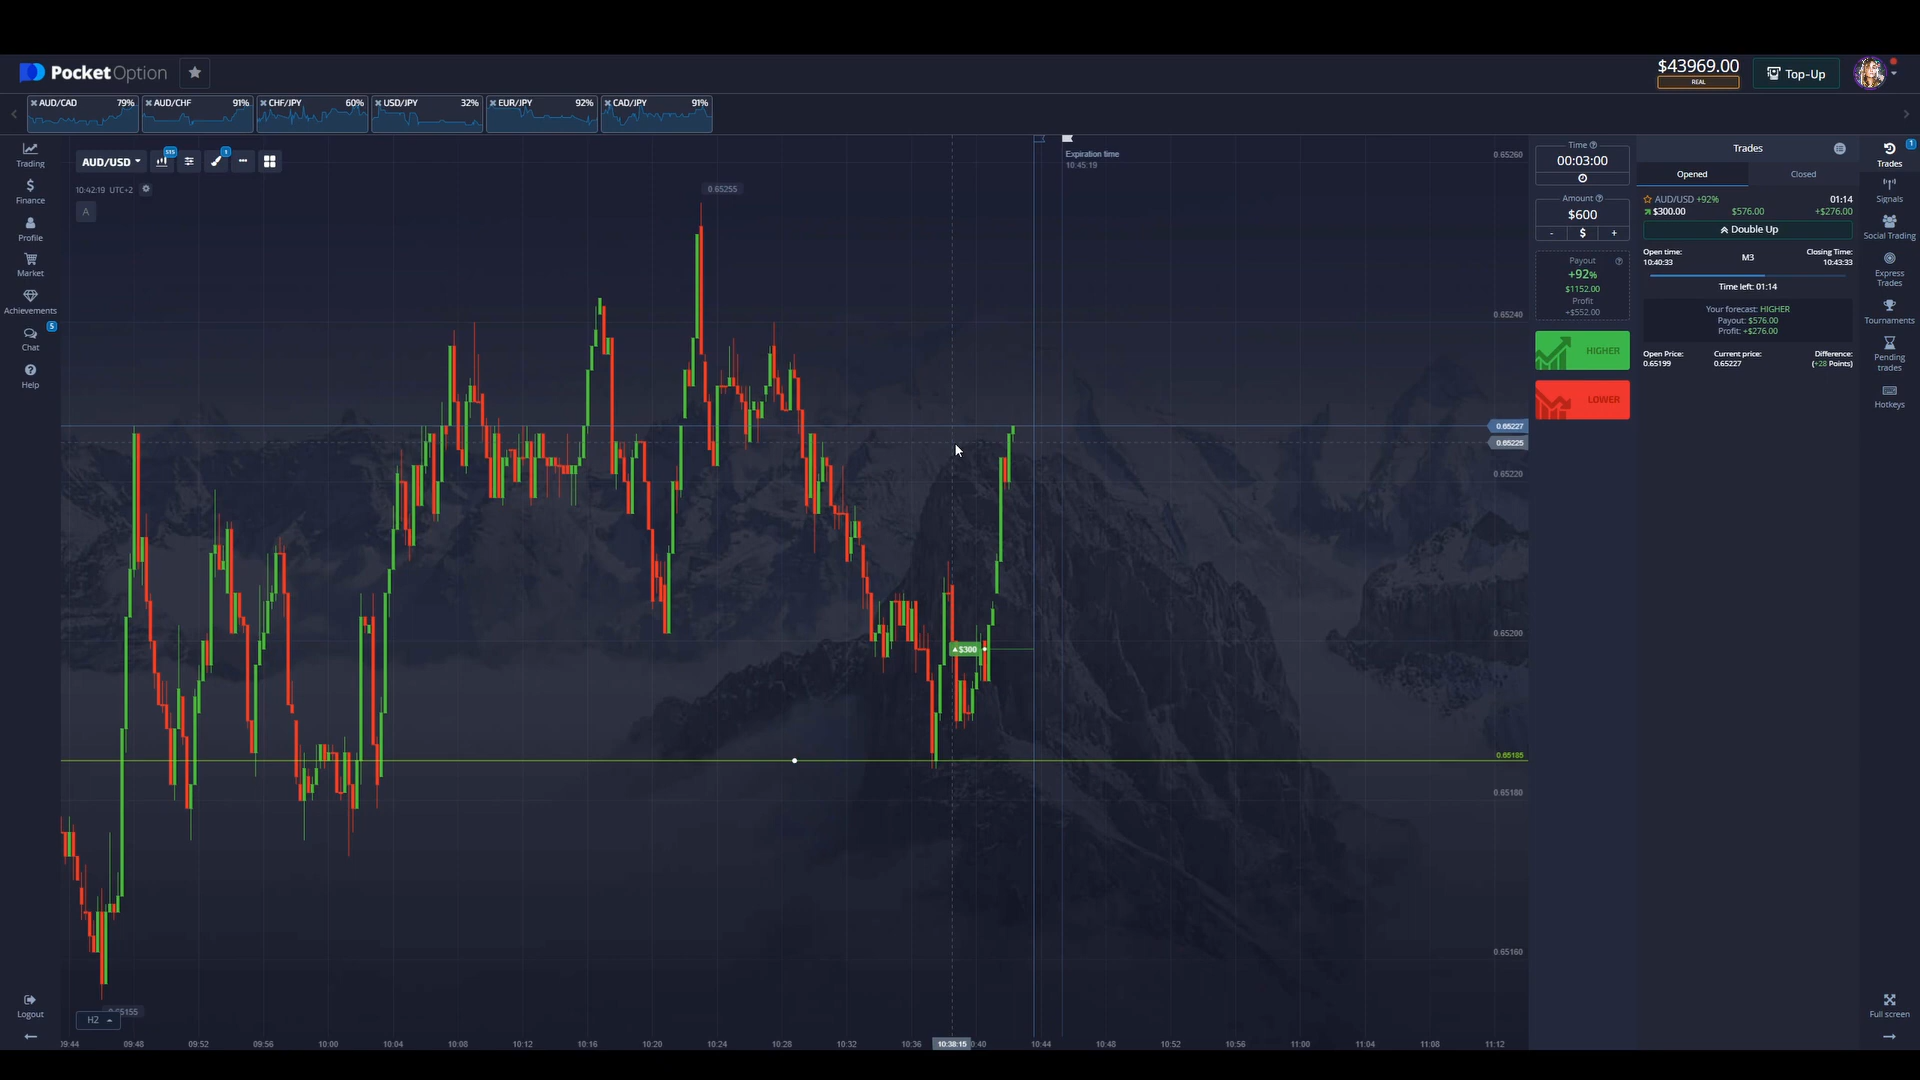 PocketOption
$43969.00
REAL
Top-Up
AUD/CAD 79%
AUD/CHF 91%
CHF/JPY 60%
USD/JPY 32%
EUR/JPY 92%
CAD/JPY 91%
Trading
Finance
Profile
Market
Achievements
5
Chat
Help
Logout
AUD/USD
515
1
10:42:19 UTC+2
A
Expiration time
10:45:19
0.65255
0.65260
0.65240
0.65227
0.65225
0.65220
0.65200
0.65185
0.65180
0.65160
$300
H2
09:48 09:52 09:56 10:00 10:04 10:08 10:12 10:16 10:20 10:24 10:28 10:32 10:36 10:38:15 10:44 10:48 10:52 10:56 11:00 11:04 11:08 11:12
Time
00:03:00
Amount
$600
- $ +
Payout
+92%
$1152.00
Profit
+$552.00
HIGHER
LOWER
Trades
Opened Closed
AUD/USD +92% 01:14
$300.00 $576.00 +$276.00
Double Up
Open time: M3 Closing Time:
10:40:33 10:43:33
Time left: 01:14
Your forecast: HIGHER
Payout: $576.00
Profit: +$276.00
Open Price: Current price: Difference:
0.65199 0.65227 (+28 Points)
1
Trades
Signals
Social Trading
Express
Trades
Tournaments
Pending
trades
Hotkeys
Full screen